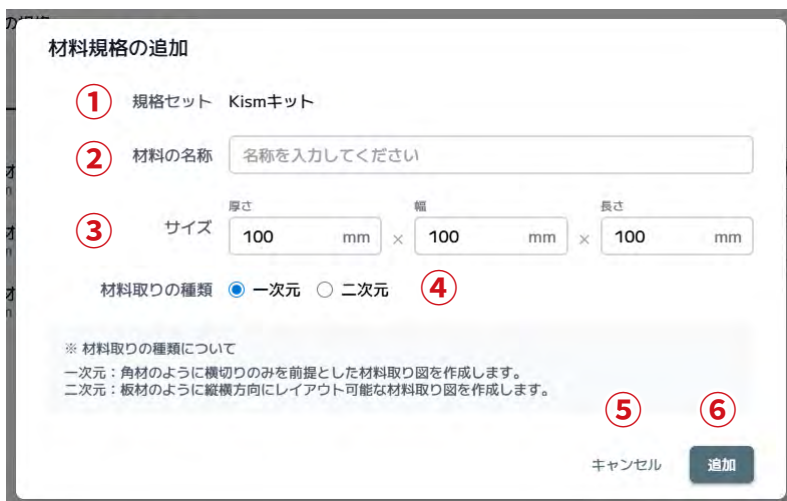 の規格
材料規格の追加
① 規格セット Kismキット
② 材料の名称 名称を入力してください
厚さ 幅 長さ
③ サイズ 100 mm × 100 mm × 100 mm
材料取りの種類 一次元 二次元 ④
※ 材料取りの種類について
一次元：角材のように横切りのみを前提とした材料取り図を作成します。
二次元：板材のように縦横方向にレイアウト可能な材料取り図を作成します。
⑤ ⑥
キャンセル 追加